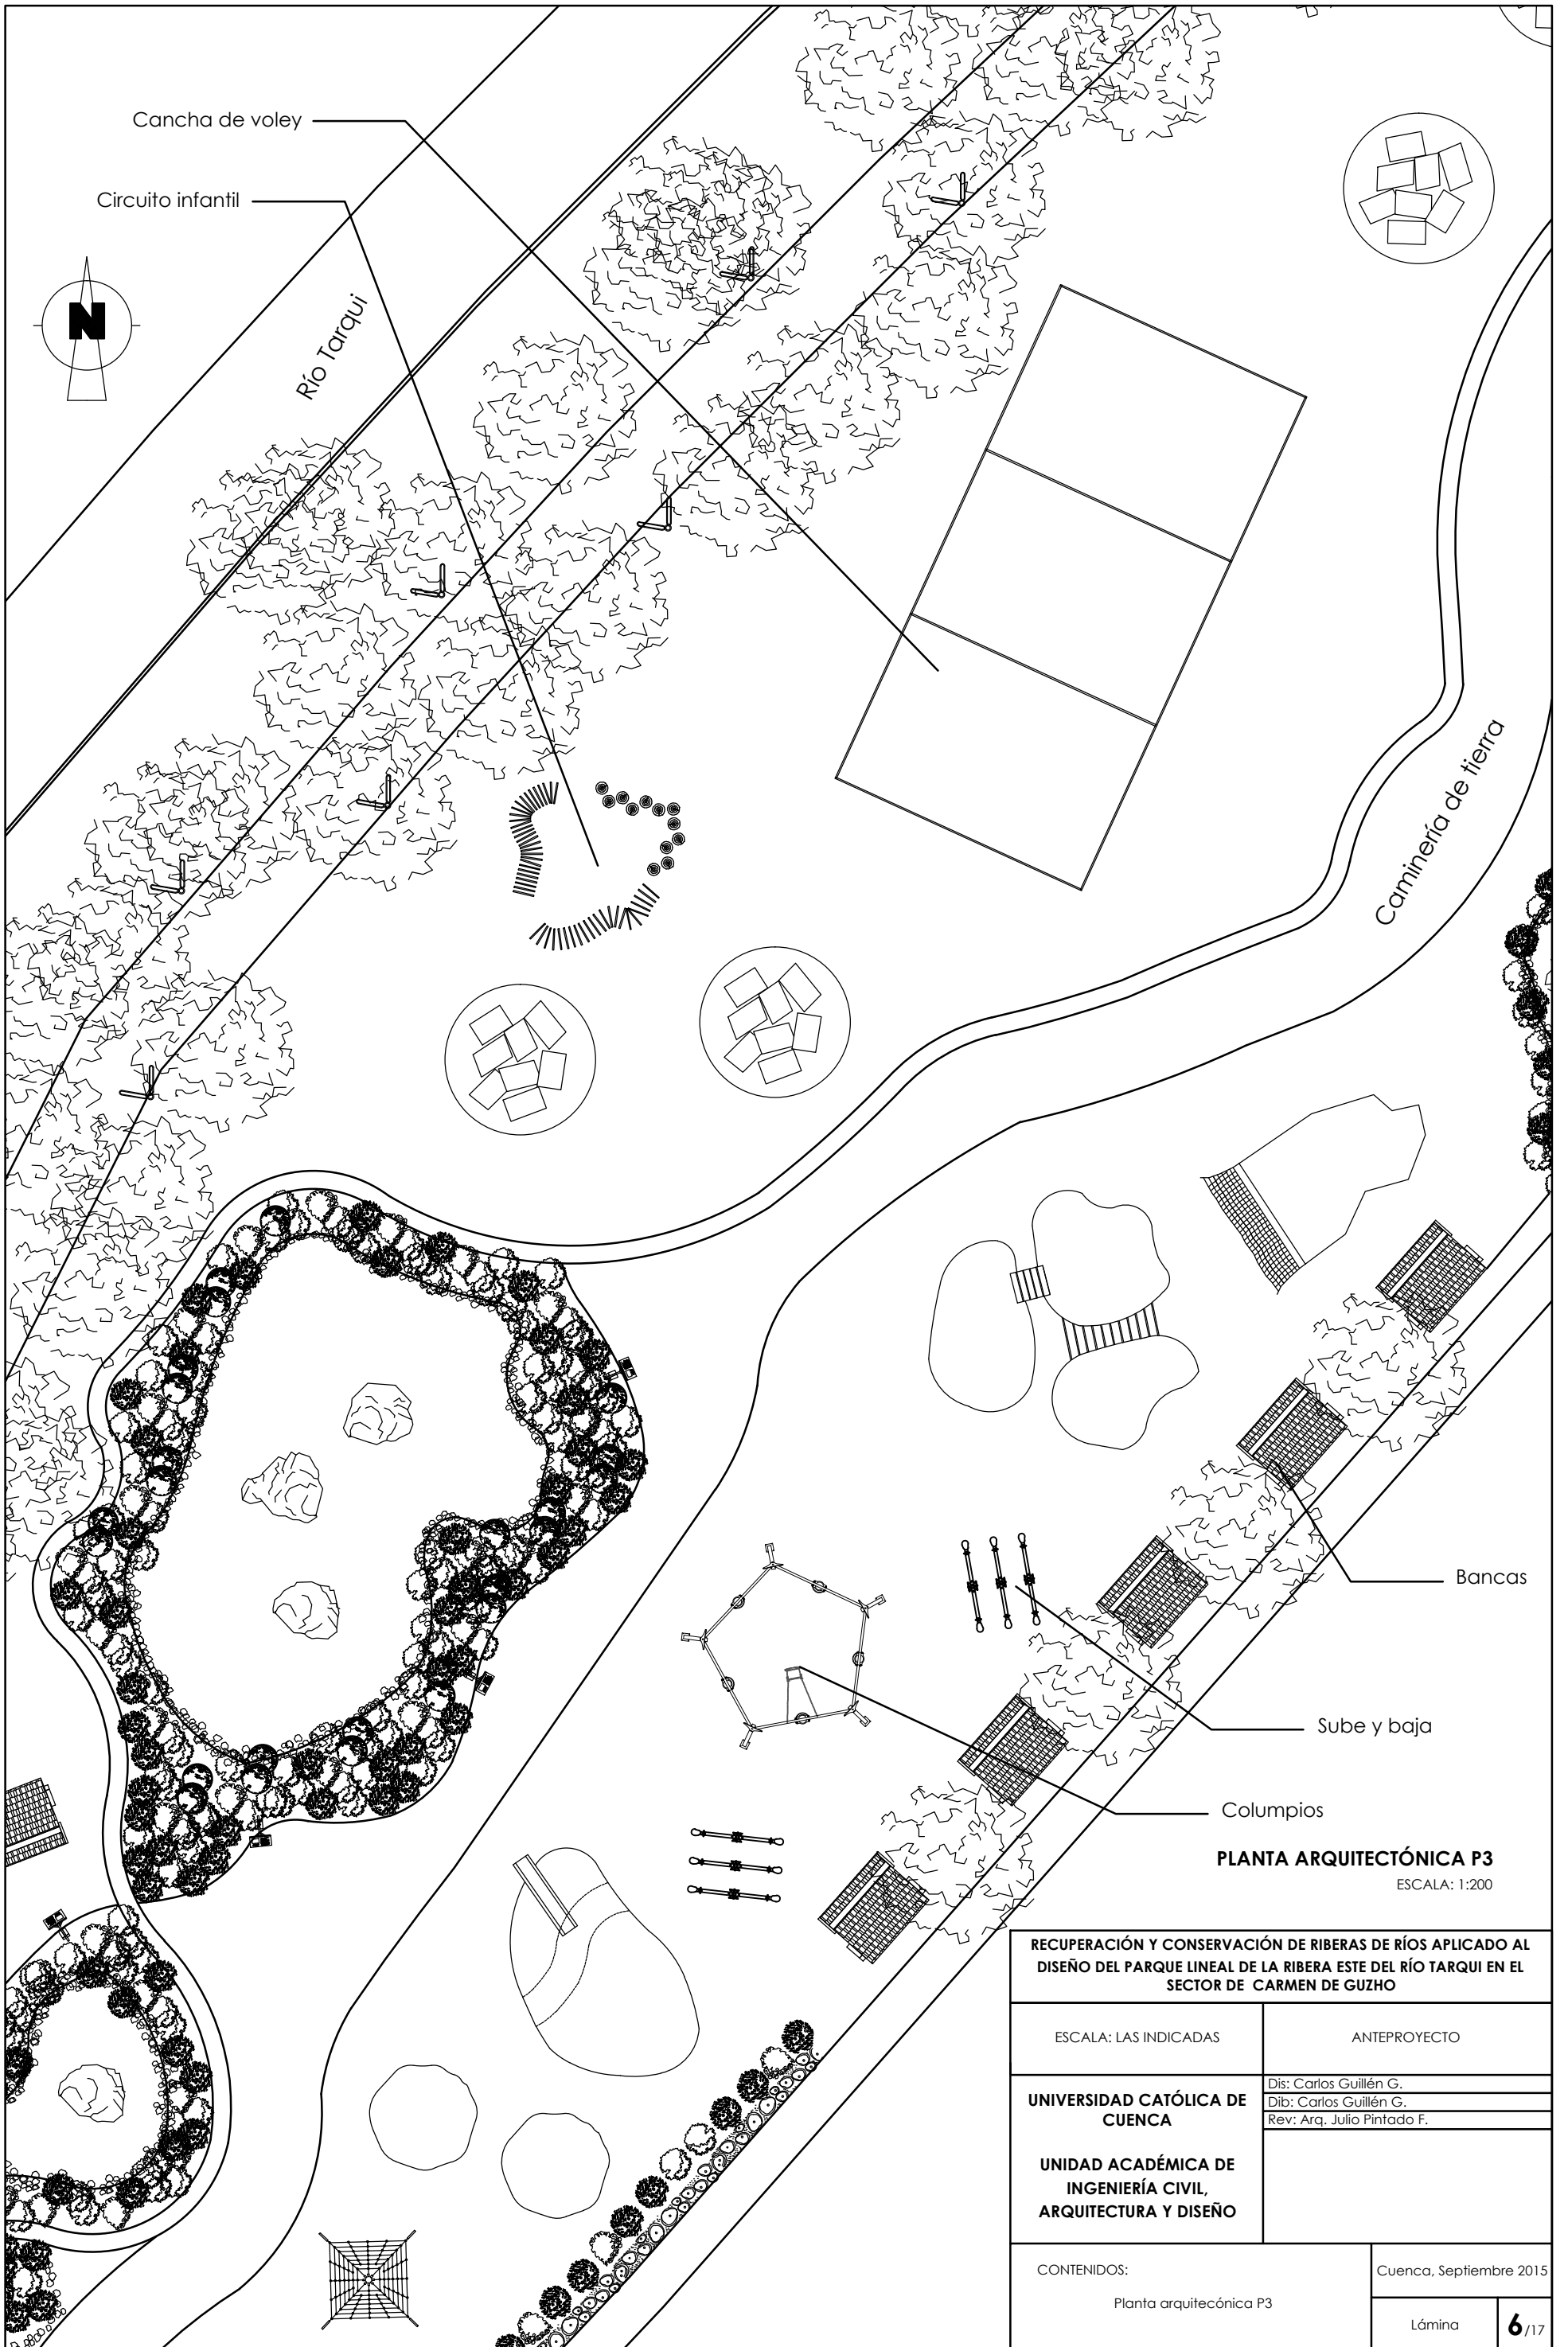 Cancha de voley
Circuito infantil
N
Río Tarqui
Caminería de tierra
Bancas
Sube y baja
Columpios
PLANTA ARQUITECTÓNICA P3
ESCALA: 1:200
RECUPERACIÓN Y CONSERVACIÓN DE RIBERAS DE RÍOS APLICADO AL
DISEÑO DEL PARQUE LINEAL DE LA RIBERA ESTE DEL RÍO TARQUI EN EL
SECTOR DE CARMEN DE GUZHO
ESCALA: LAS INDICADAS
ANTEPROYECTO
UNIVERSIDAD CATÓLICA DE
CUENCA
UNIDAD ACADÉMICA DE
INGENIERÍA CIVIL,
ARQUITECTURA Y DISEÑO
Dis: Carlos Guillén G.
Dib: Carlos Guillén G.
Rev: Arq. Julio Pintado F.
CONTENIDOS:
Planta arquitecónica P3
Cuenca, Septiembre 2015
Lámina
6/17